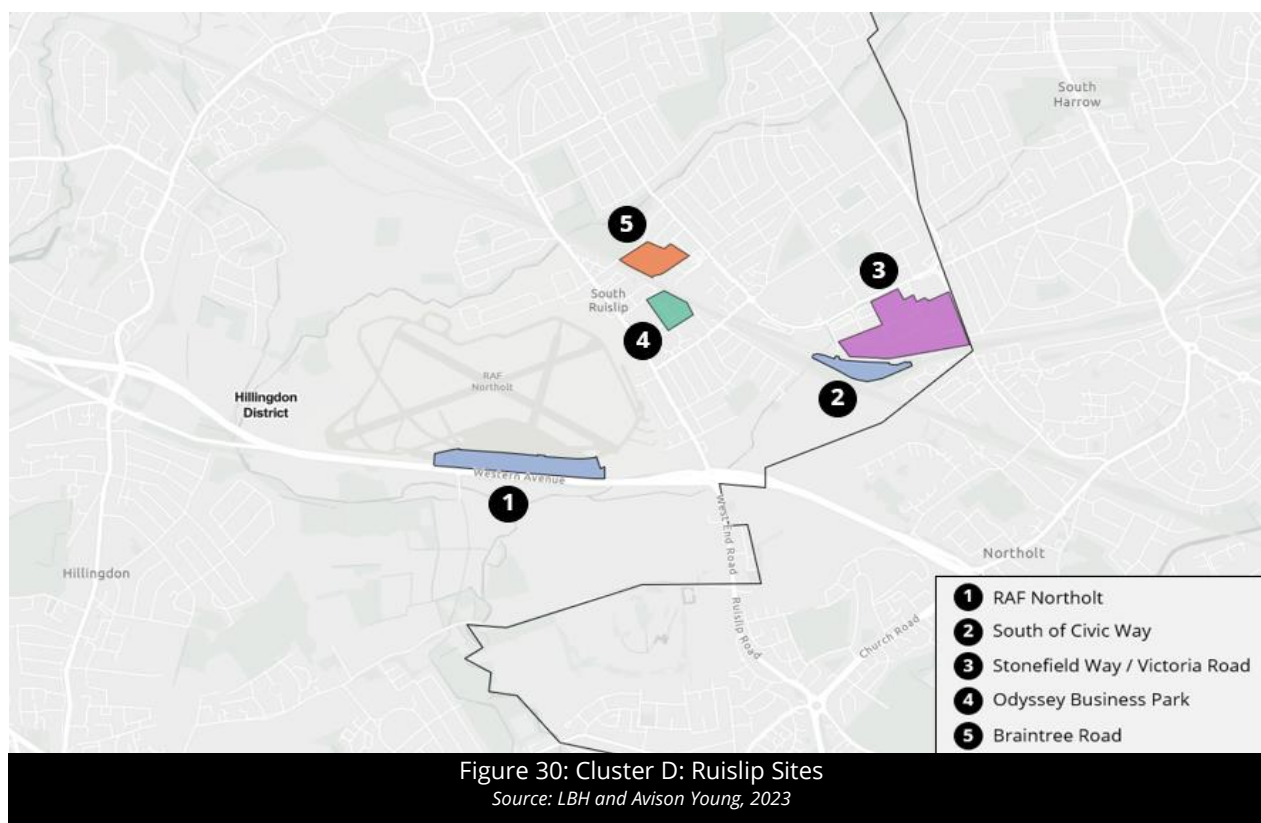 South
Harrow
5
3
South
Ruislip
4
RAF
Northolt
2
Hillingdon
District
Western Avenue
1
West End Road
Northolt
Hillingdon
Ruislip Road
Church Road
1 RAF Northolt
2 South of Civic Way
3 Stonefield Way / Victoria Road
4 Odyssey Business Park
5 Braintree Road
Figure 30: Cluster D: Ruislip Sites
Source: LBH and Avison Young, 2023